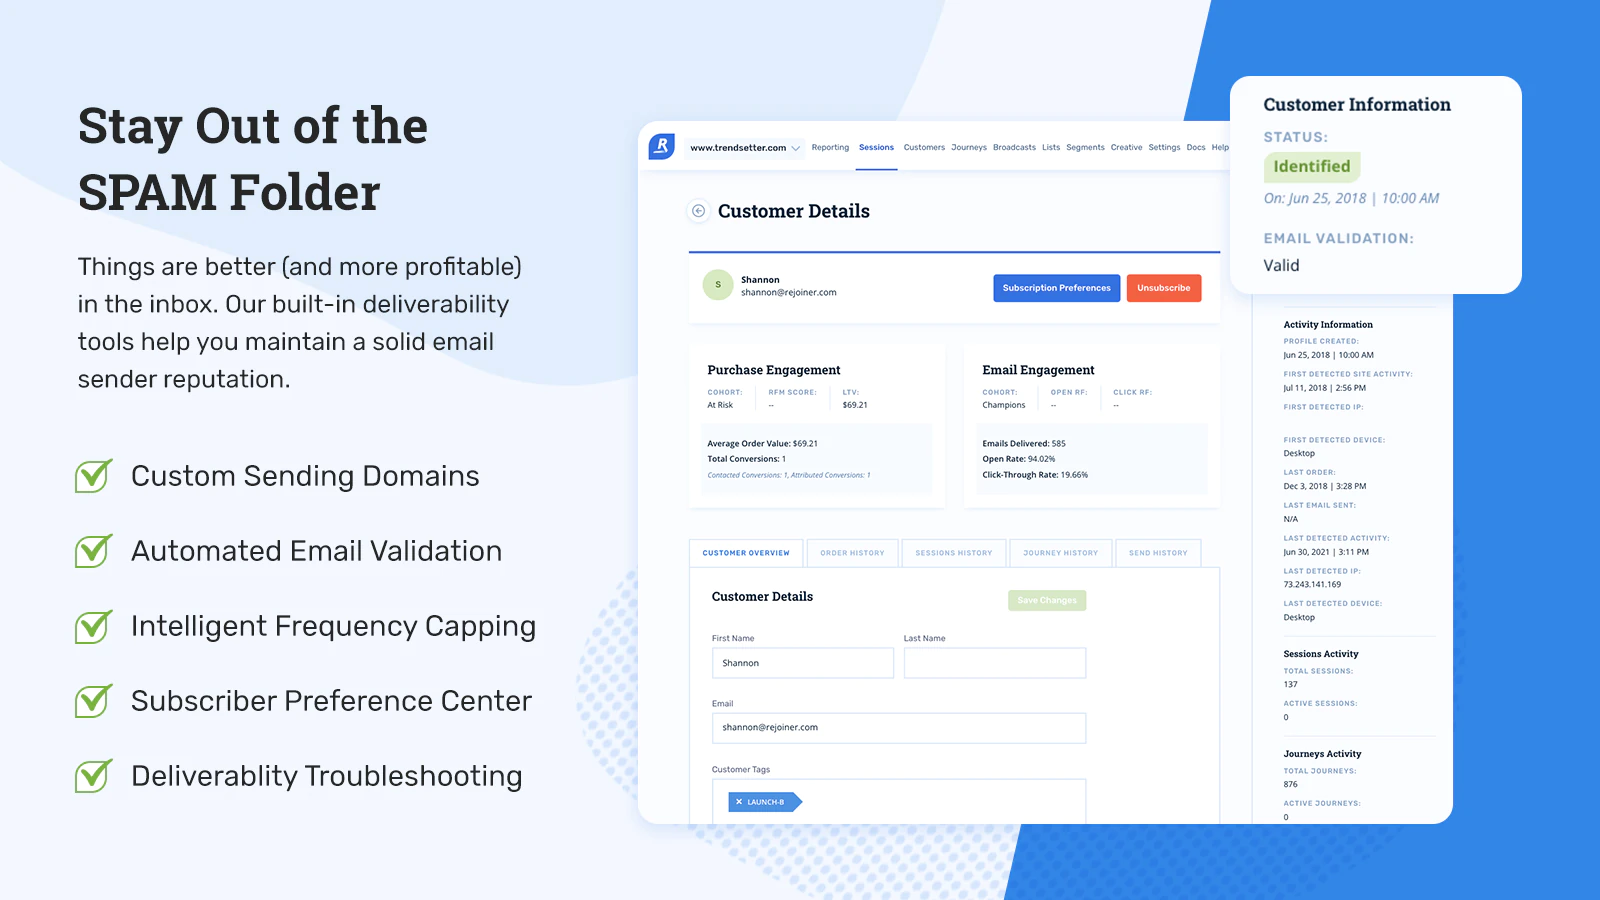 Stay Out of the
SPAM Folder
Things are better (and more profitable)
in the inbox. Our built-in deliverability
tools help you maintain a solid email
sender reputation.
Custom Sending Domains
Automated Email Validation
Intelligent Frequency Capping
Subscriber Preference Center
Deliverablity Troubleshooting
R
www.trendsetter.com
Reporting Sessions Customers Journeys Broadcasts Lists Segments Creative Settings Docs Help
Customer Details
S
Shannon
shannon@rejoiner.com
Subscription Preferences
Unsubscribe
Purchase Engagement
COHORT: RFM SCORE: LTV:
At Risk -- $69.21
Average Order Value: $69.21
Total Conversions: 1
Contacted Conversions: 1, Attributed Conversions: 1
Email Engagement
COHORT: OPEN RF: CLICK RF:
Champions -- --
Emails Delivered: 585
Open Rate: 94.02%
Click-Through Rate: 19.66%
CUSTOMER OVERVIEW
ORDER HISTORY
SESSIONS HISTORY
JOURNEY HISTORY
SEND HISTORY
Customer Details
Save Changes
First Name
Last Name
Shannon
Email
shannon@rejoiner.com
Customer Tags
× LAUNCH-B
Customer Information
STATUS:
Identified
On: Jun 25, 2018 | 10:00 AM
EMAIL VALIDATION:
Valid
Activity Information
PROFILE CREATED:
Jun 25, 2018 | 10:00 AM
FIRST DETECTED SITE ACTIVITY:
Jul 11, 2018 | 2:56 PM
FIRST DETECTED IP:
FIRST DETECTED DEVICE:
Desktop
LAST ORDER:
Dec 3, 2018 | 3:28 PM
LAST EMAIL SENT:
N/A
LAST DETECTED ACTIVITY:
Jun 30, 2021 | 3:11 PM
LAST DETECTED IP:
73.243.141.169
LAST DETECTED DEVICE:
Desktop
Sessions Activity
TOTAL SESSIONS:
137
ACTIVE SESSIONS:
0
Journeys Activity
TOTAL JOURNEYS:
876
ACTIVE JOURNEYS:
0